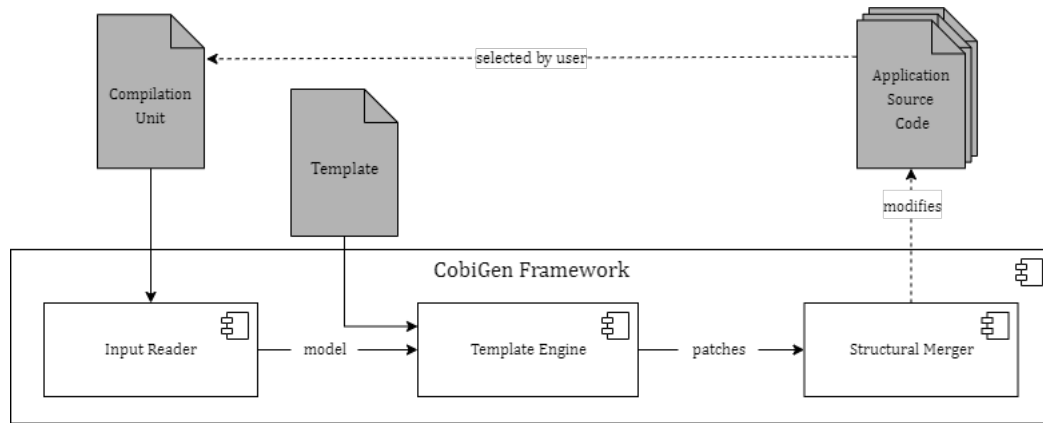 selected by user
Compilation
Unit
Application
Source
Code
Template
modifies
CobiGen Framework
Input Reader
model
Template Engine
patches
Structural Merger